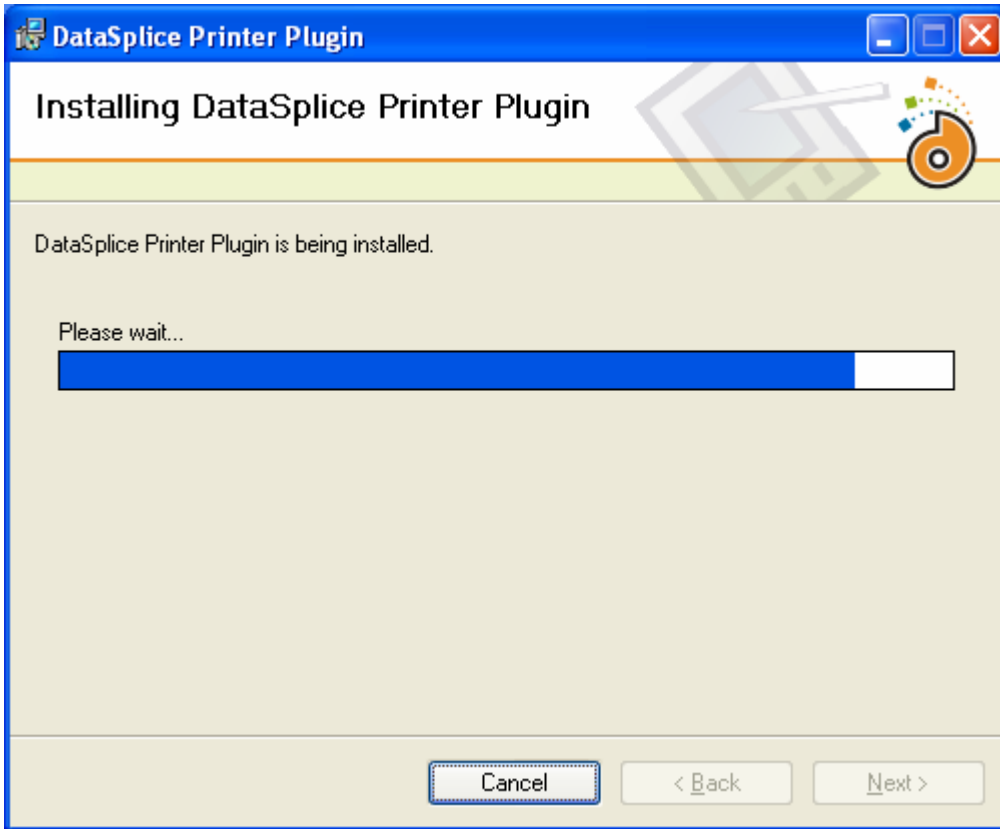 DataSplice Printer Plugin
Installing DataSplice Printer Plugin
DataSplice Printer Plugin is being installed.
Please wait...
Cancel
< Back
Next >